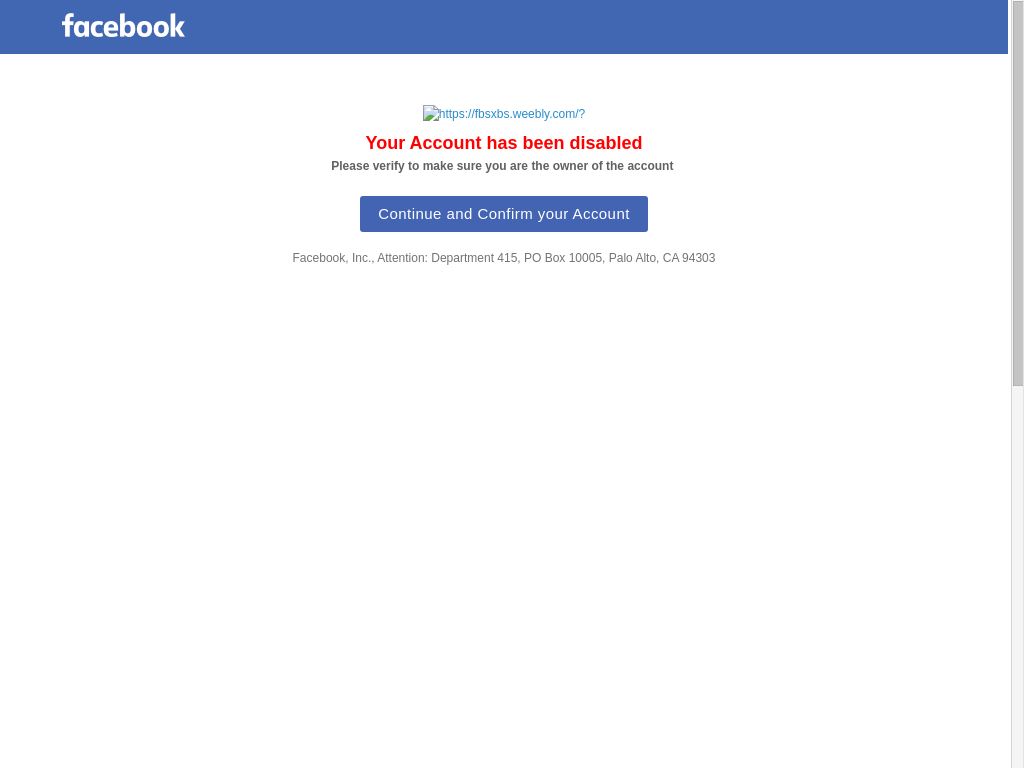 facebook
https://fbsxbs.weebly.com/?
Your Account has been disabled
Please verify to make sure you are the owner of the account
Continue and Confirm your Account
Facebook, Inc., Attention: Department 415, PO Box 10005, Palo Alto, CA 94303